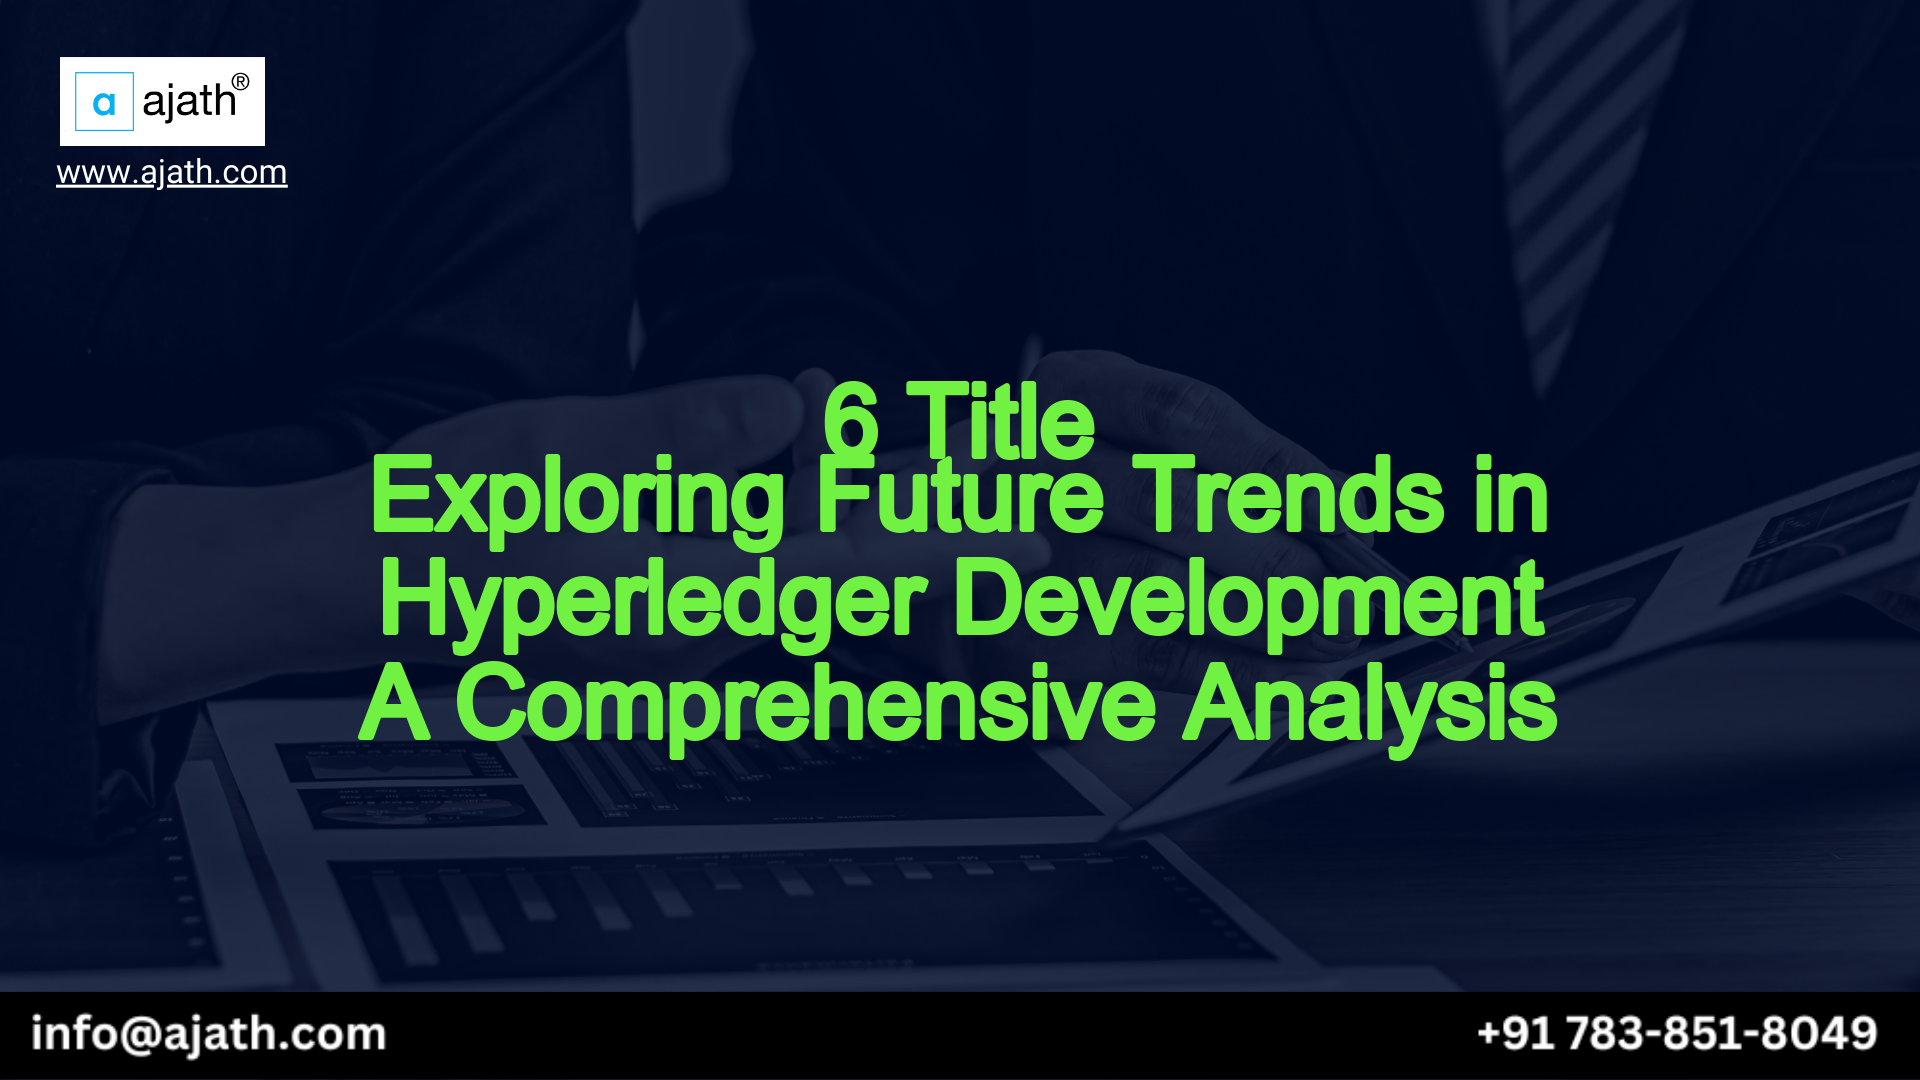 a ajath®
www.ajath.com
6 Title
Exploring Future Trends in
Hyperledger Development
A Comprehensive Analysis
info@ajath.com
+91 783-851-8049